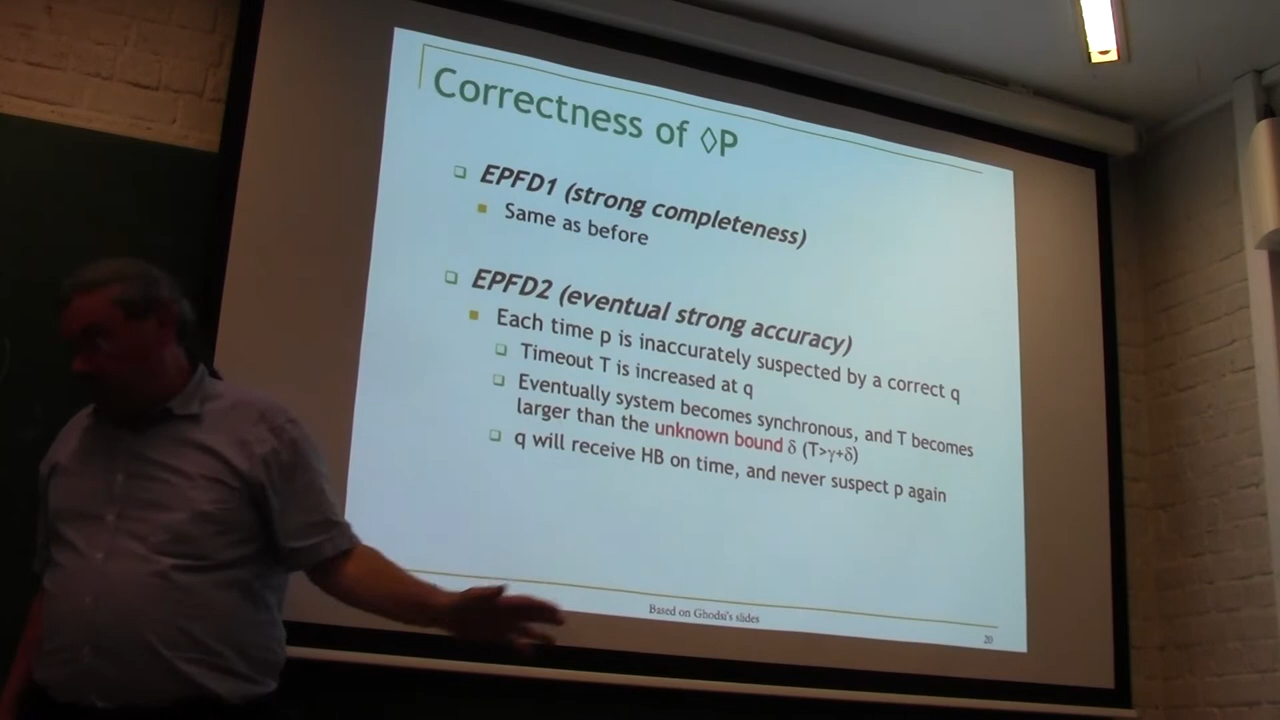 Correctness of ◊P
EPFD1 (strong completeness)
Same as before
EPFD2 (eventual strong accuracy)
Each time p is inaccurately suspected by a correct q
Timeout T is increased at q
Eventually system becomes synchronous, and T becomes
larger than the unknown bound δ (T>γ+δ)
q will receive HB on time, and never suspect p again
Based on Ghodsi's slides
20